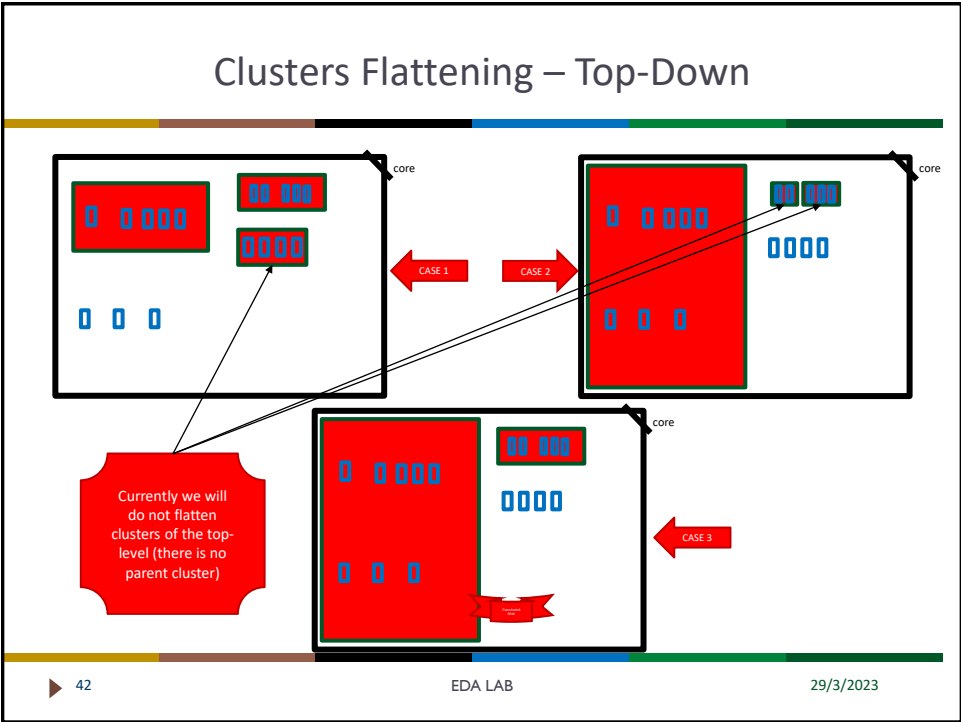 Clusters Flattening – Top-Down
core
core
CASE 1
CASE 2
core
Currently we will
do not flatten
clusters of the top-
level (there is no
parent cluster)
CASE 3
42
EDA LAB
29/3/2023